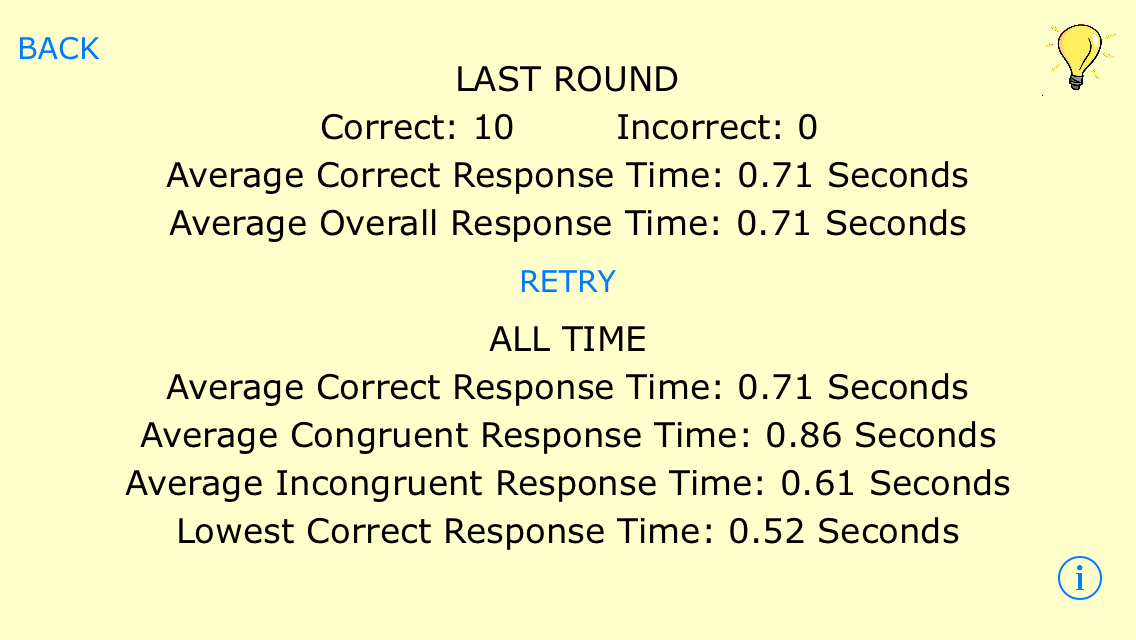 BACK
LAST ROUND
Correct: 10 Incorrect: 0
Average Correct Response Time: 0.71 Seconds
Average Overall Response Time: 0.71 Seconds
RETRY
ALL TIME
Average Correct Response Time: 0.71 Seconds
Average Congruent Response Time: 0.86 Seconds
Average Incongruent Response Time: 0.61 Seconds
Lowest Correct Response Time: 0.52 Seconds
i